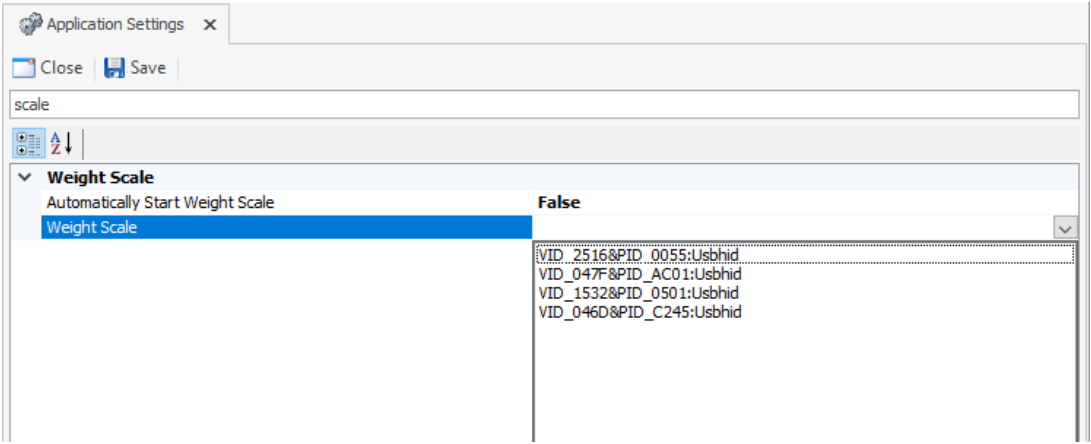 Application Settings x
Close Save
scale
Weight Scale
Automatically Start Weight Scale False
Weight Scale
VID_2516&PID_0055:Usbhid
VID_047F&PID_AC01:Usbhid
VID_1532&PID_0501:Usbhid
VID_046D&PID_C245:Usbhid